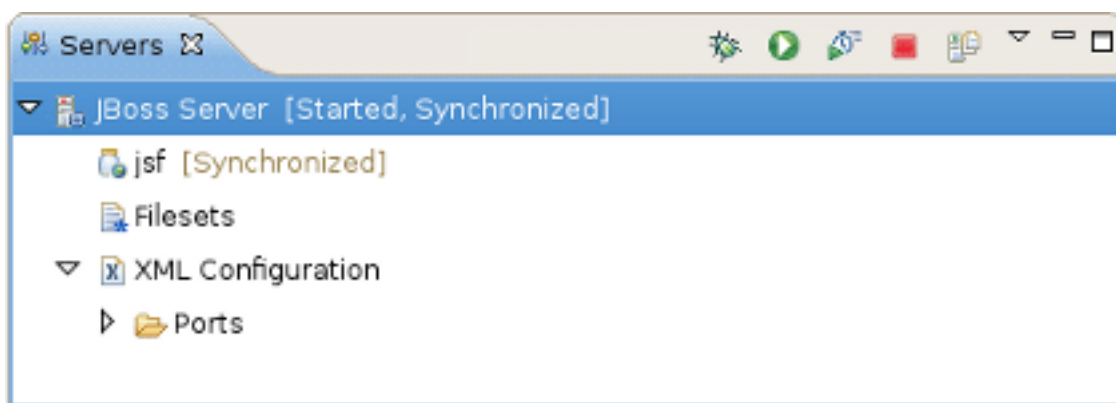 Servers
JBoss Server [Started, Synchronized]
jsf [Synchronized]
Filesets
XML Configuration
Ports